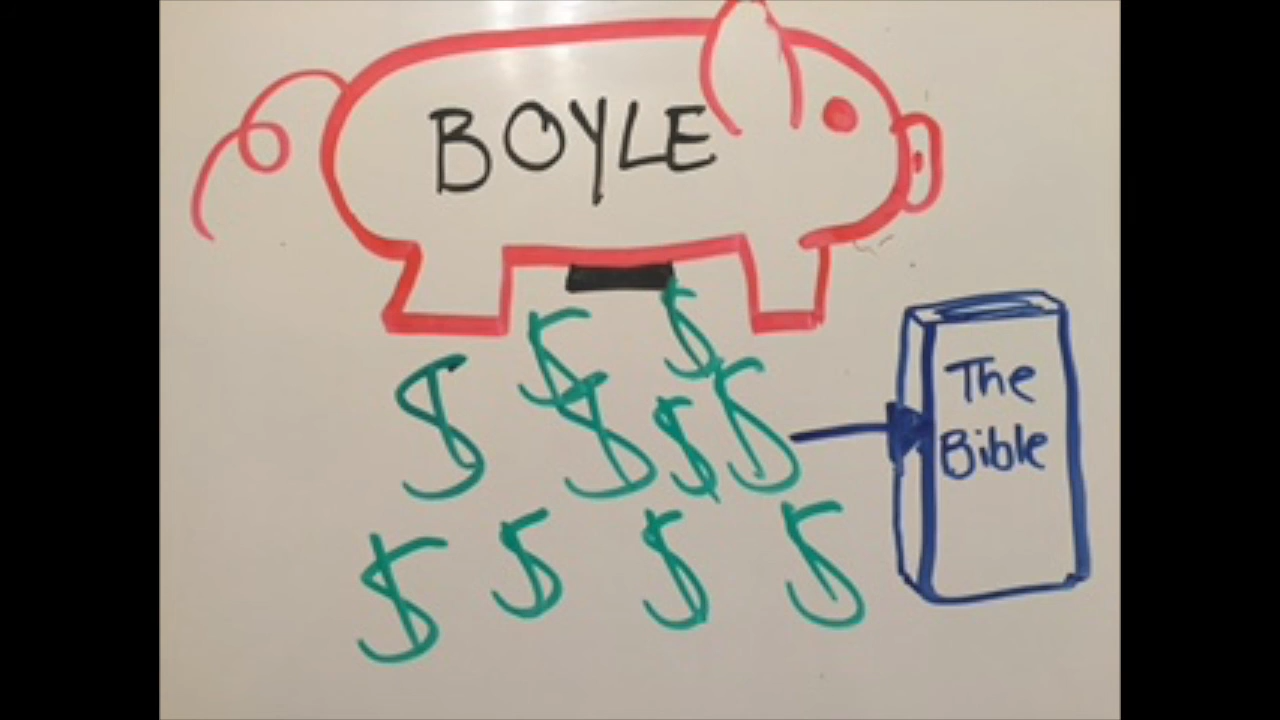 BOYLE
$ $
$ $ $ $
$ $ $ $
The
Bible